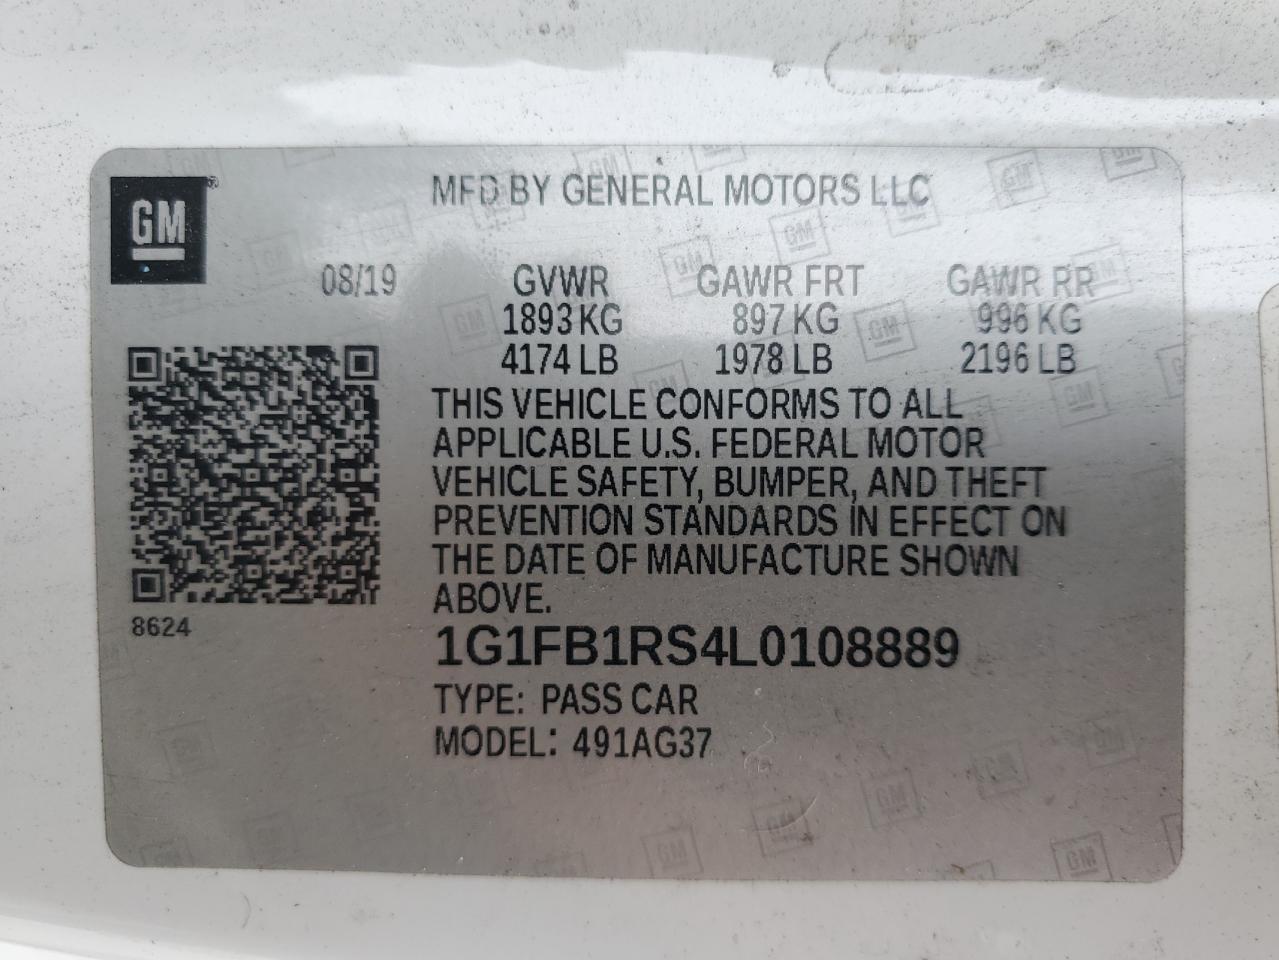 GM
MFD BY GENERAL MOTORS LLC
08/19 GVWR GAWR FRT GAWR RR
1893 KG 897 KG 996 KG
4174 LB 1978 LB 2196 LB
THIS VEHICLE CONFORMS TO ALL
APPLICABLE U.S. FEDERAL MOTOR
VEHICLE SAFETY, BUMPER, AND THEFT
PREVENTION STANDARDS IN EFFECT ON
THE DATE OF MANUFACTURE SHOWN
ABOVE.
8624
1G1FB1RS4L0108889
TYPE: PASS CAR
MODEL: 491AG37